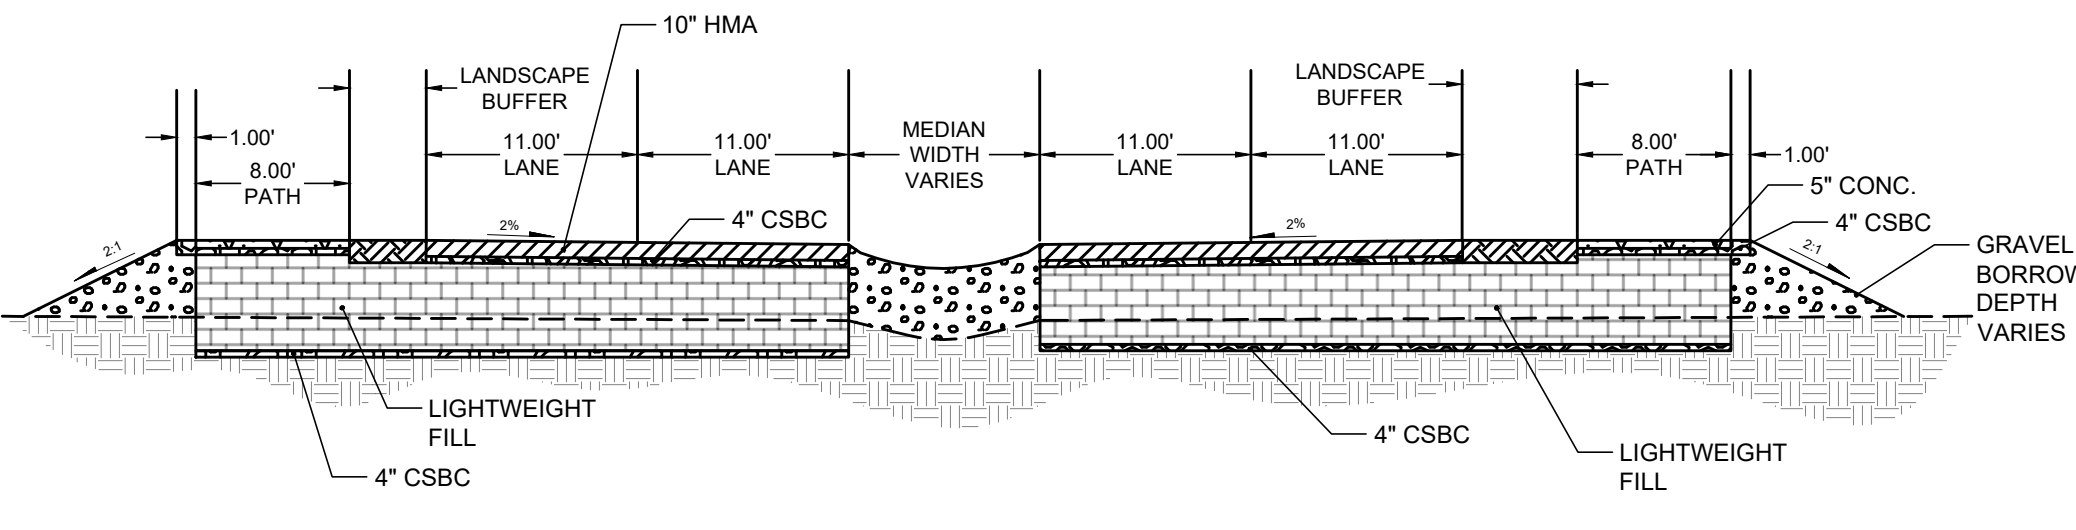 10" HMA
LANDSCAPE
BUFFER
LANDSCAPE
BUFFER
1.00'
8.00'
PATH
11.00'
LANE
11.00'
LANE
MEDIAN
WIDTH
VARIES
11.00'
LANE
11.00'
LANE
8.00'
PATH
1.00'
5" CONC.
4" CSBC
4" CSBC
2%
2%
2:1
2:1
GRAVEL
BORROW
DEPTH
VARIES
LIGHTWEIGHT
FILL
4" CSBC
4" CSBC
LIGHTWEIGHT
FILL